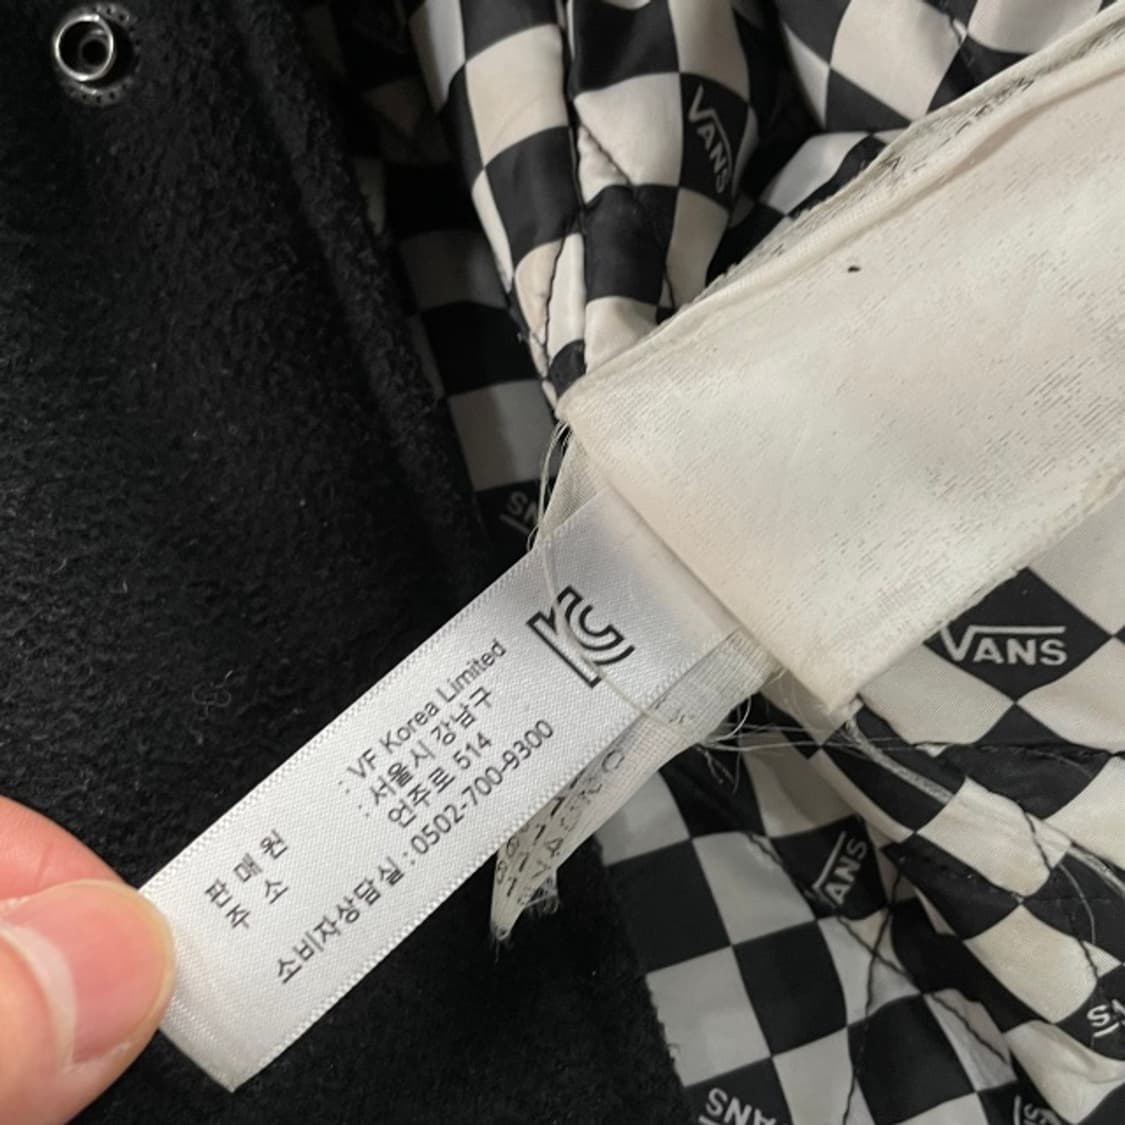 VANS
VANS
KC
판매원 : VF Korea Limited
주소 : 서울시 강남구
언주로 514
소비자상담실 : 0502-700-9300
VANS
VANS